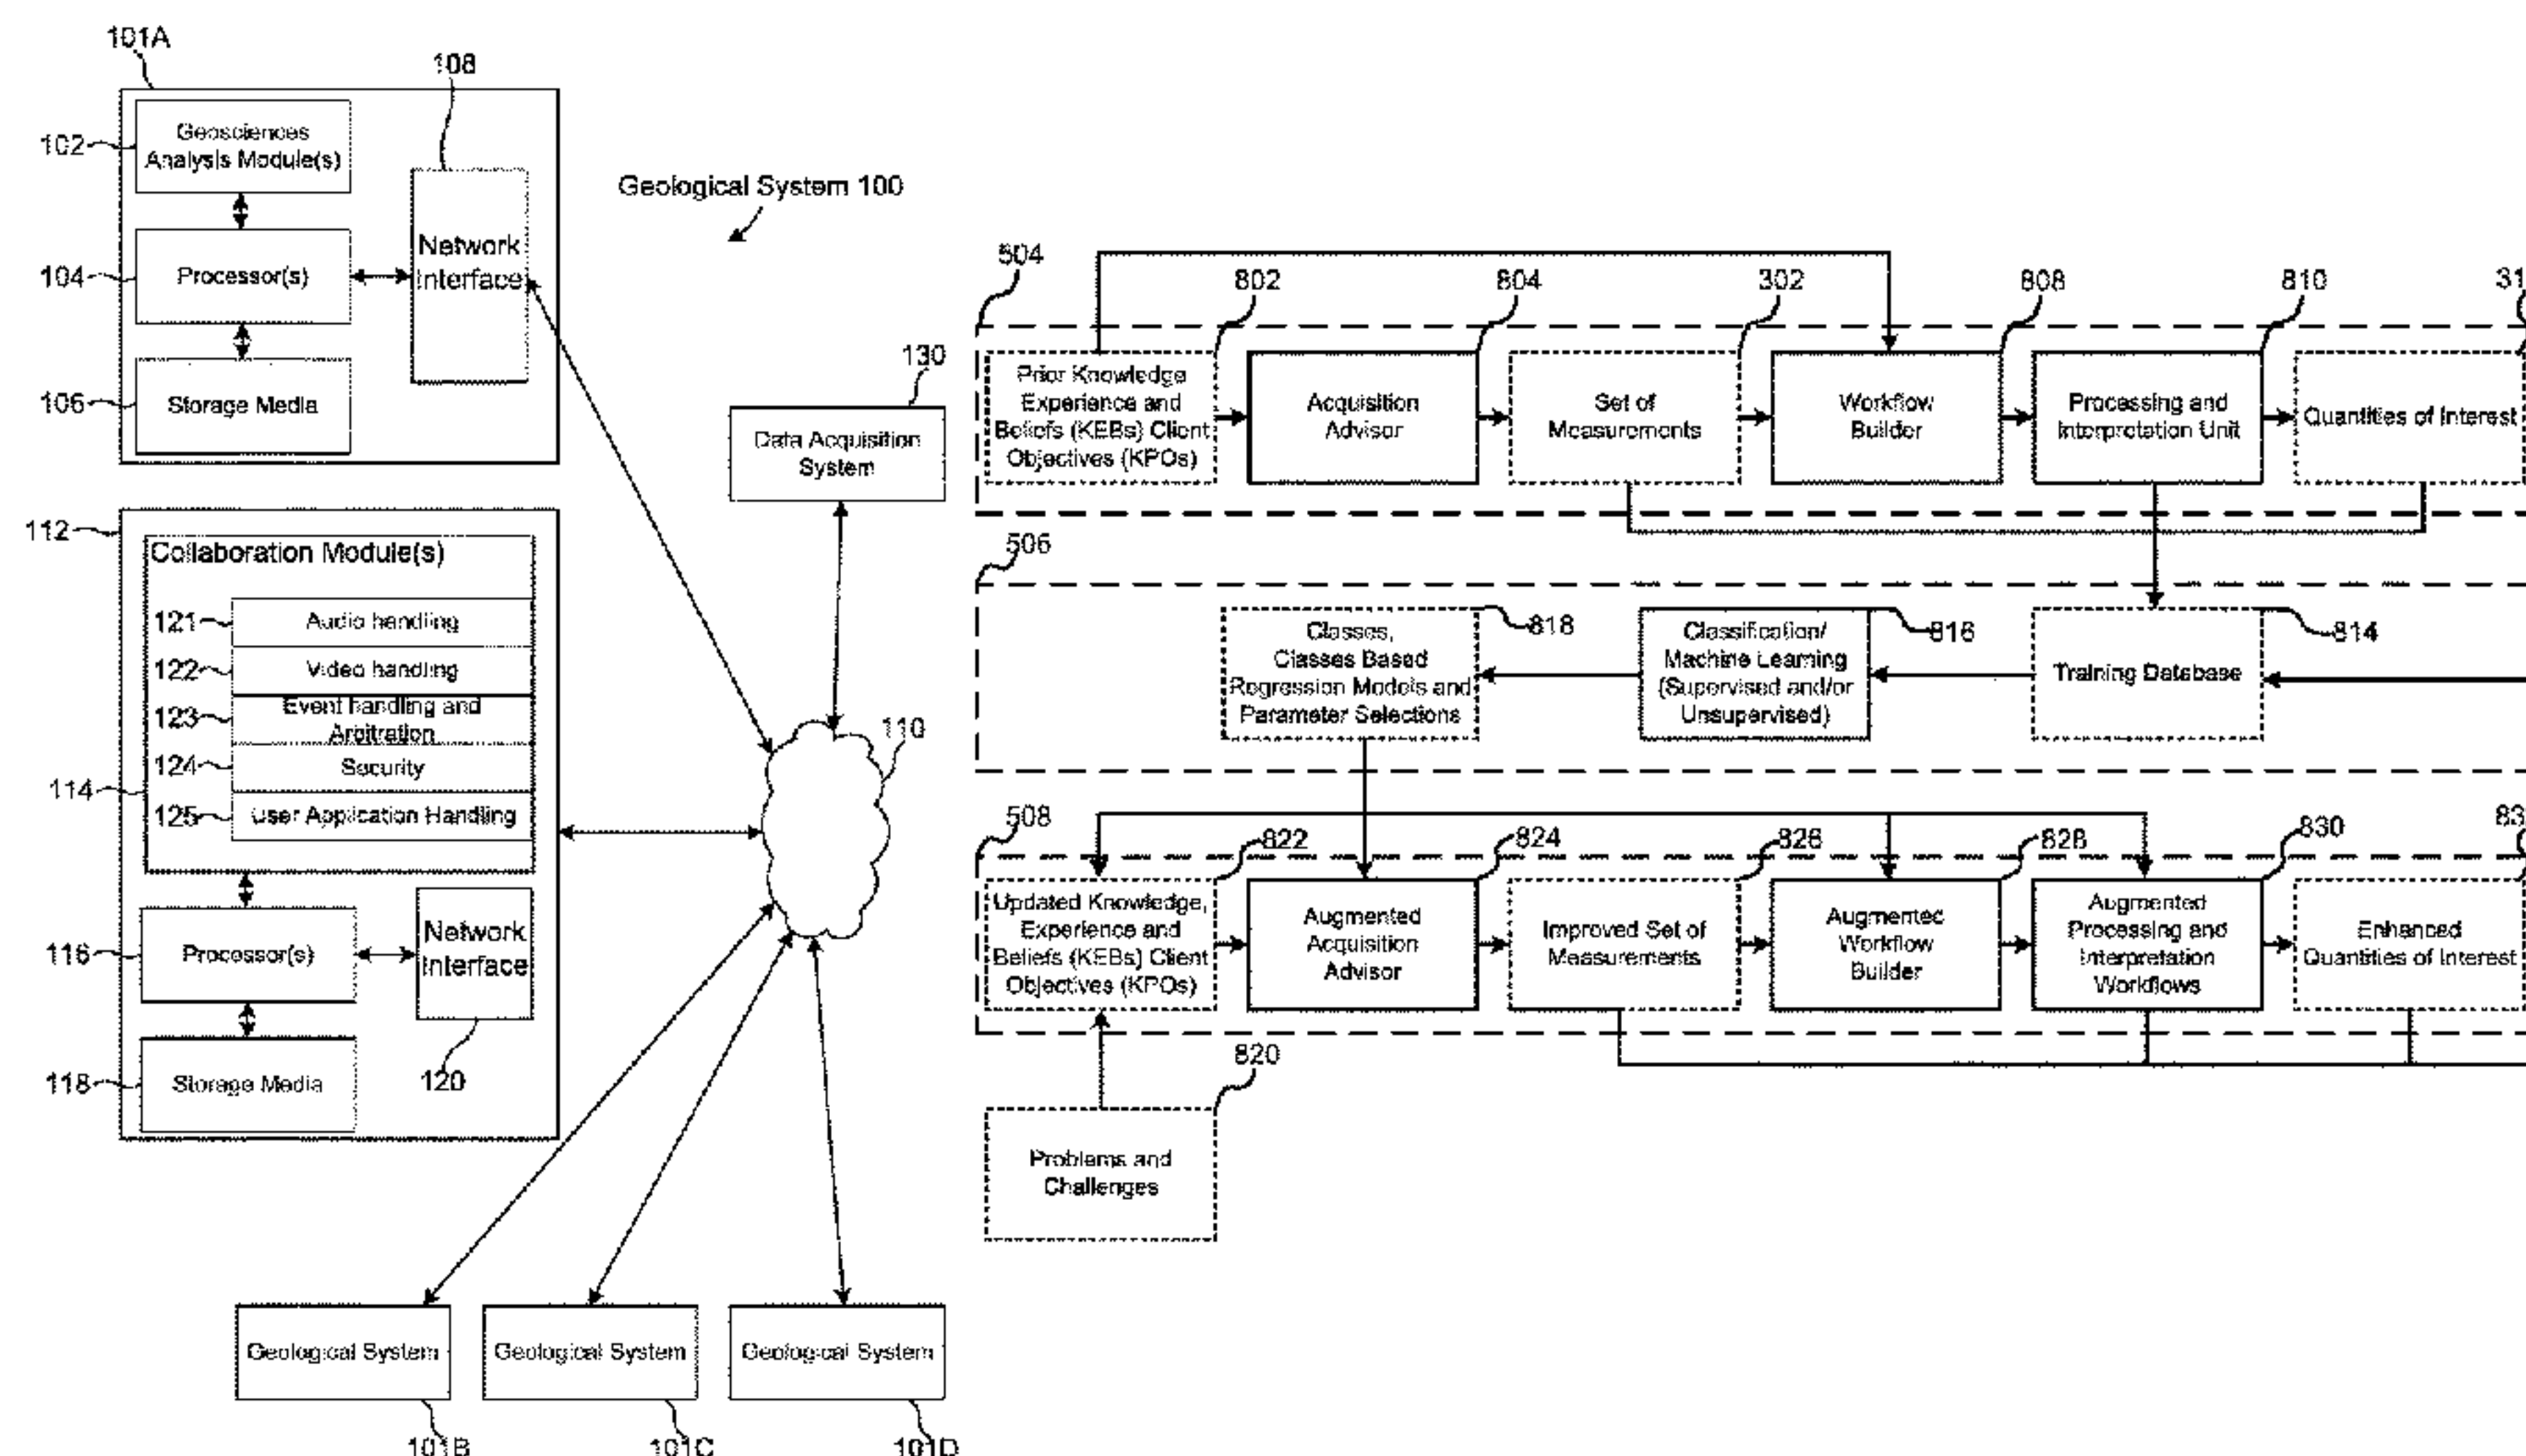 101A
108
102
Geosciences
Analysis Module(s)
Network
Interface
104
Processor(s)
106
Storage Media
Geological System 100
130
Data Acquisition
System
112
Collaboration Module(s)
121
Audio handling
122
Video handling
123
Event handling and
Arbitration
124
Security
114
125
User Application Handling
110
116
Processor(s)
Network
Interface
118
Storage Media
120
Geological System
Geological System
Geological System
101B
101C
101D
504
802
804
302
808
810
Prior Knowledge
Experience and
Beliefs (KEBs) Client
Objectives (KPOs)
Acquisition
Advisor
Set of
Measurements
Workflow
Builder
Processing and
Interpretation Unit
Quantities of Interest
506
818
816
814
Classes,
Classes Based
Regression Models and
Parameter Selections
Classification/
Machine Learning
(Supervised and/or
Unsupervised)
Training Database
508
822
824
826
828
830
Updated Knowledge,
Experience and
Beliefs (KEBs) Client
Objectives (KPOs)
Augmented
Acquisition
Advisor
Improved Set of
Measurements
Augmented
Workflow
Builder
Augmented
Processing and
Interpretation
Workflows
Enhanced
Quantities of Interest
820
Problems and
Challenges